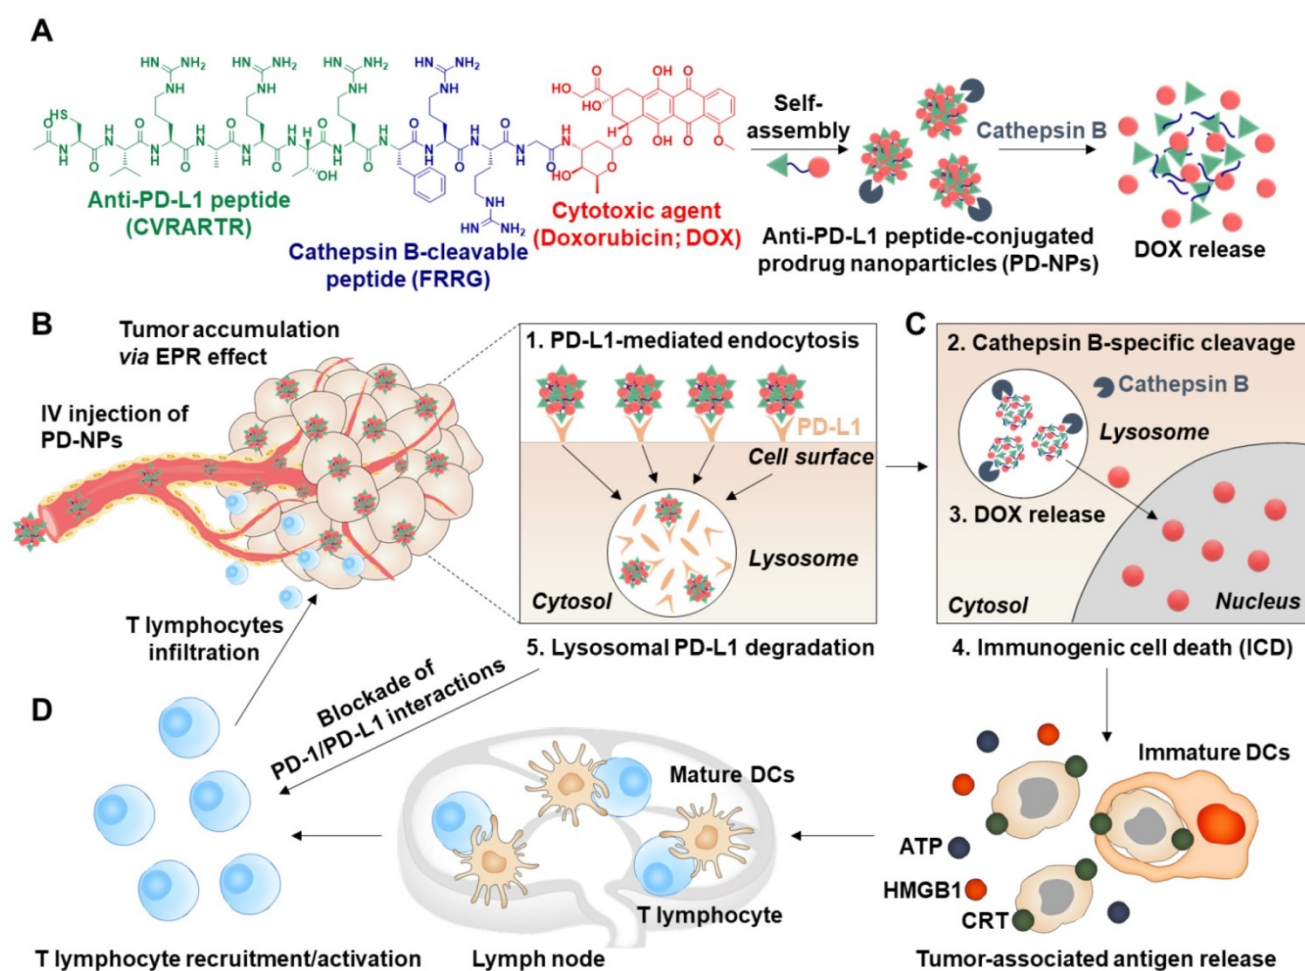 A
HN NH₂
HN NH₂
HN NH₂
HN NH₂
NH
NH
NH
NH
HS
O
H
N
OH
HO
O
OH
O
OH
O
OH
O
HN
O
HO
O
NH
HN NH₂
Anti-PD-L1 peptide
(CVRARTR)
Cathepsin B-cleavable
peptide (FRRG)
Cytotoxic agent
(Doxorubicin; DOX)
Self-
assembly
Cathepsin B
Anti-PD-L1 peptide-conjugated
prodrug nanoparticles (PD-NPs)
DOX release
B
Tumor accumulation
via EPR effect
IV injection of
PD-NPs
T lymphocytes
infiltration
1. PD-L1-mediated endocytosis
PD-L1
Cell surface
Lysosome
Cytosol
5. Lysosomal PD-L1 degradation
C
2. Cathepsin B-specific cleavage
Cathepsin B
Lysosome
3. DOX release
Cytosol
Nucleus
4. Immunogenic cell death (ICD)
D
Blockade of
PD-1/PD-L1 interactions
Mature DCs
T lymphocyte
Immature DCs
ATP
HMGB1
CRT
T lymphocyte recruitment/activation
Lymph node
Tumor-associated antigen release